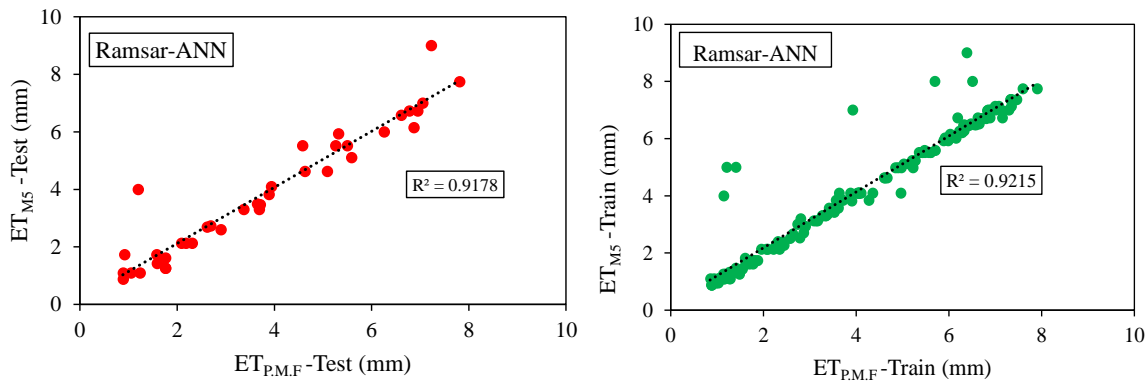 10
8
6
4
2
0
ET_M5 -Test (mm)
Ramsar-ANN
R² = 0.9178
0 2 4 6 8 10
ET_P.M.F -Test (mm)
10
8
6
4
2
0
ET_M5 -Train (mm)
Ramsar-ANN
R² = 0.9215
0 2 4 6 8 10
ET_P.M.F -Train (mm)